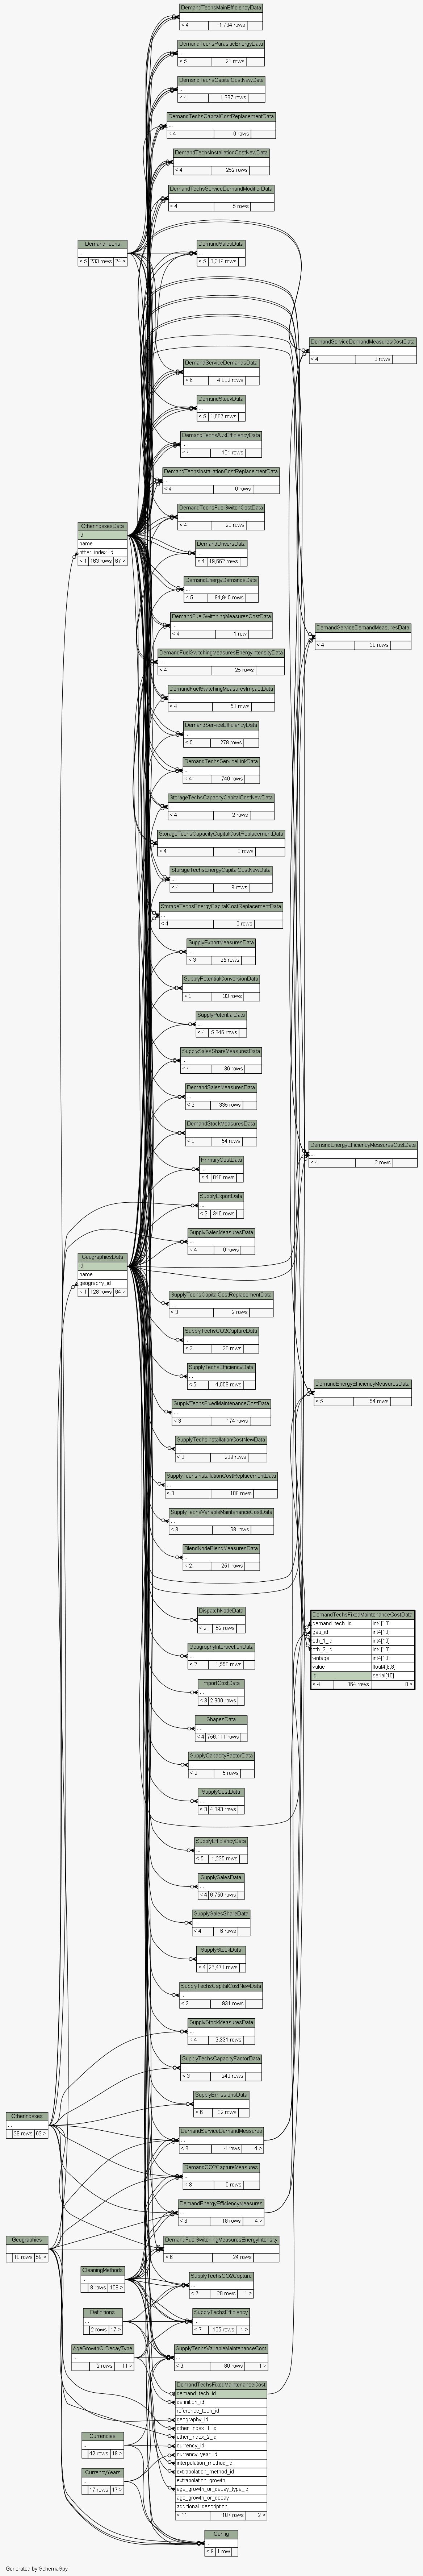 DemandTechsMainEfficiencyData
...
< 4 1,784 rows
DemandTechsParasiticEnergyData
...
< 5 21 rows
DemandTechsCapitalCostNewData
...
< 4 1,337 rows
DemandTechsCapitalCostReplacementData
...
< 4 0 rows
DemandTechsInstallationCostNewData
...
< 4 252 rows
DemandTechsServiceDemandModifierData
...
< 4 5 rows
DemandTechs
...
< 5 233 rows 24 >
DemandSalesData
...
< 5 3,319 rows
DemandServiceDemandMeasuresCostData
...
< 4 0 rows
DemandServiceDemandsData
...
< 6 4,832 rows
DemandStockData
...
< 5 1,687 rows
DemandTechsAuxEfficiencyData
...
< 4 101 rows
DemandTechsInstallationCostReplacementData
...
< 4 0 rows
DemandTechsFuelSwitchCostData
...
< 4 20 rows
OtherIndexesData
id
name
other_index_id
< 1 163 rows 67 >
DemandDriversData
...
< 4 19,662 rows
DemandEnergyDemandsData
...
< 5 94,945 rows
DemandFuelSwitchingMeasuresCostData
...
< 4 1 row
DemandServiceDemandMeasuresData
...
< 4 30 rows
DemandFuelSwitchingMeasuresEnergyIntensityData
...
< 4 25 rows
DemandFuelSwitchingMeasuresImpactData
...
< 4 51 rows
DemandServiceEfficiencyData
...
< 5 278 rows
DemandTechsServiceLinkData
...
< 4 740 rows
StorageTechsCapacityCapitalCostNewData
...
< 4 2 rows
StorageTechsCapacityCapitalCostReplacementData
...
< 4 0 rows
StorageTechsEnergyCapitalCostNewData
...
< 4 9 rows
StorageTechsEnergyCapitalCostReplacementData
...
< 4 0 rows
SupplyExportMeasuresData
...
< 3 25 rows
SupplyPotentialConversionData
...
< 3 33 rows
SupplyPotentialData
...
< 4 5,846 rows
SupplySalesShareMeasuresData
...
< 4 36 rows
DemandSalesMeasuresData
...
< 3 335 rows
DemandStockMeasuresData
...
< 3 54 rows
DemandEnergyEfficiencyMeasuresCostData
...
< 4 2 rows
PrimaryCostData
...
< 4 848 rows
SupplyExportData
...
< 3 340 rows
SupplySalesMeasuresData
...
< 4 0 rows
GeographiesData
id
name
geography_id
< 1 128 rows 84 >
SupplyTechsCapitalCostReplacementData
...
< 3 2 rows
SupplyTechsCO2CaptureData
...
< 2 28 rows
SupplyTechsEfficiencyData
...
< 5 4,559 rows
DemandEnergyEfficiencyMeasuresData
...
< 5 54 rows
SupplyTechsFixedMaintenanceCostData
...
< 3 174 rows
SupplyTechsInstallationCostNewData
...
< 3 209 rows
SupplyTechsInstallationCostReplacementData
...
< 3 180 rows
SupplyTechsVariableMaintenanceCostData
...
< 3 88 rows
BlendNodeBlendMeasuresData
...
< 2 251 rows
DispatchNodeData
...
< 2 52 rows
DemandTechsFixedMaintenanceCostData
demand_tech_id int4[10]
gau_id int4[10]
oth_1_id int4[10]
oth_2_id int4[10]
vintage int4[10]
value float4[8,8]
id serial[10]
< 4 364 rows 0 >
GeographyIntersectionData
...
< 2 1,550 rows
ImportCostData
...
< 3 2,900 rows
ShapesData
...
< 4 756,111 rows
SupplyCapacityFactorData
...
< 2 5 rows
SupplyCostData
...
< 3 4,093 rows
SupplyEfficiencyData
...
< 5 1,225 rows
SupplySalesData
...
< 4 6,750 rows
SupplySalesShareData
...
< 4 6 rows
SupplyStockData
...
< 4 26,471 rows
SupplyTechsCapitalCostNewData
...
< 3 831 rows
SupplyStockMeasuresData
...
< 4 9,331 rows
SupplyTechsCapacityFactorData
...
< 3 240 rows
SupplyEmissionsData
...
< 6 32 rows
OtherIndexes
...
29 rows 62 >
DemandServiceDemandMeasures
...
< 9 4 rows 4 >
DemandCO2CaptureMeasures
...
< 8 0 rows
DemandEnergyEfficiencyMeasures
...
< 8 18 rows 4 >
Geographies
...
10 rows 59 >
DemandFuelSwitchingMeasuresEnergyIntensity
...
< 6 24 rows
CleaningMethods
...
8 rows 108 >
SupplyTechsCO2Capture
...
< 7 28 rows 1 >
Definitions
...
2 rows 17 >
SupplyTechsEfficiency
...
< 7 105 rows 1 >
AgeGrowthOrDecayType
...
2 rows 11 >
SupplyTechsVariableMaintenanceCost
...
< 9 80 rows 1 >
DemandTechsFixedMaintenanceCost
demand_tech_id
definition_id
reference_tech_id
geography_id
other_index_1_id
other_index_2_id
currency_id
currency_year_id
interpolation_method_id
extrapolation_method_id
extrapolation_growth
age_growth_or_decay_type_id
age_growth_or_decay
additional_description
< 11 187 rows 2 >
Currencies
...
42 rows 18 >
CurrencyYears
...
17 rows 17 >
Config
...
< 9 1 row
Generated by SchemaSpy